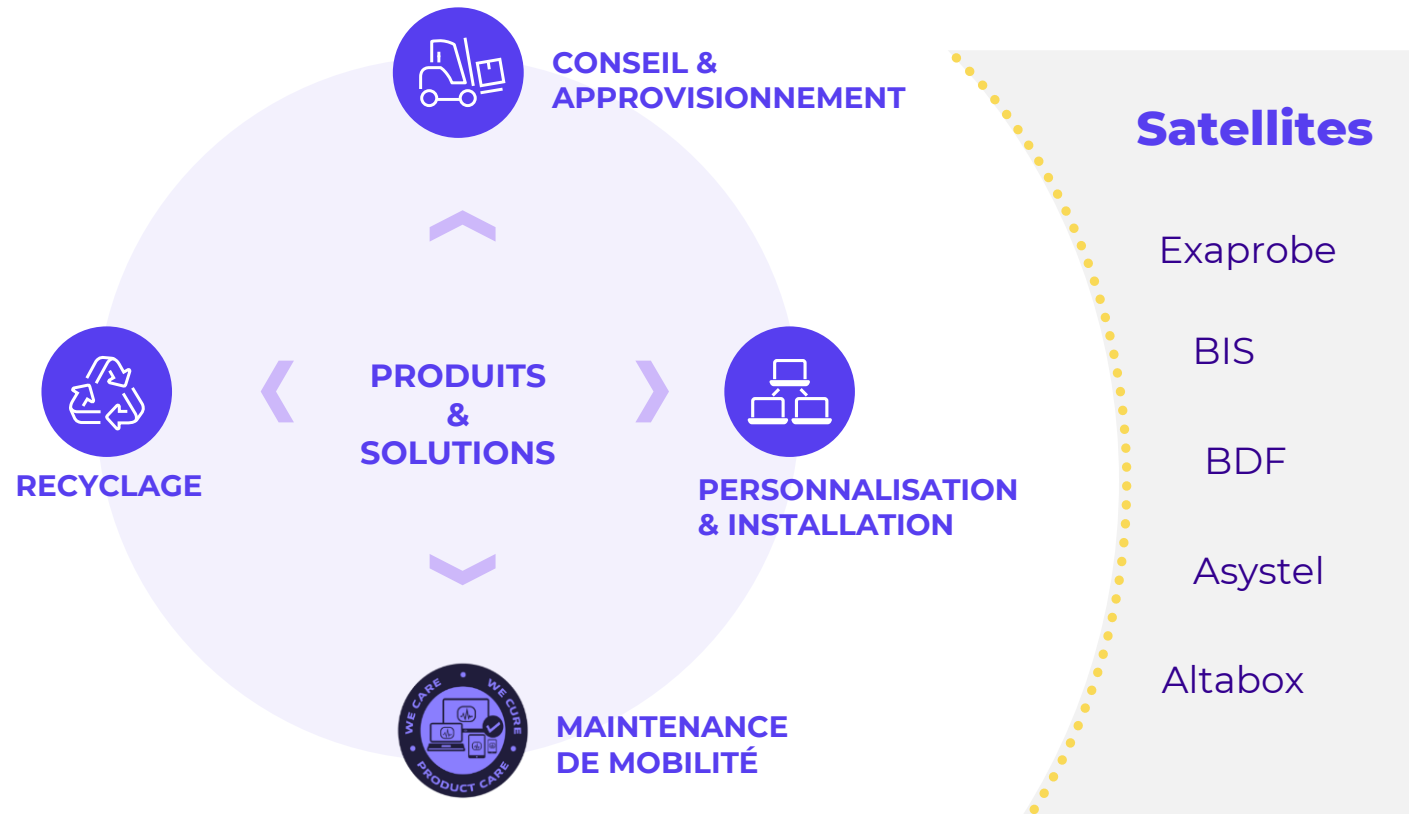 CONSEIL &
APPROVISIONNEMENT
PRODUITS
&
SOLUTIONS
RECYCLAGE
PERSONNALISATION
& INSTALLATION
WE CARE • WE CURE • PRODUCT CARE •
MAINTENANCE
DE MOBILITÉ
Satellites
Exaprobe
BIS
BDF
Asystel
Altabox